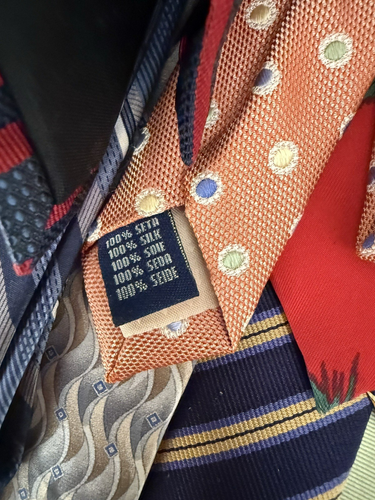 100% SETA
100% SILK
100% SOIE
100% SEDA
100% SEIDE